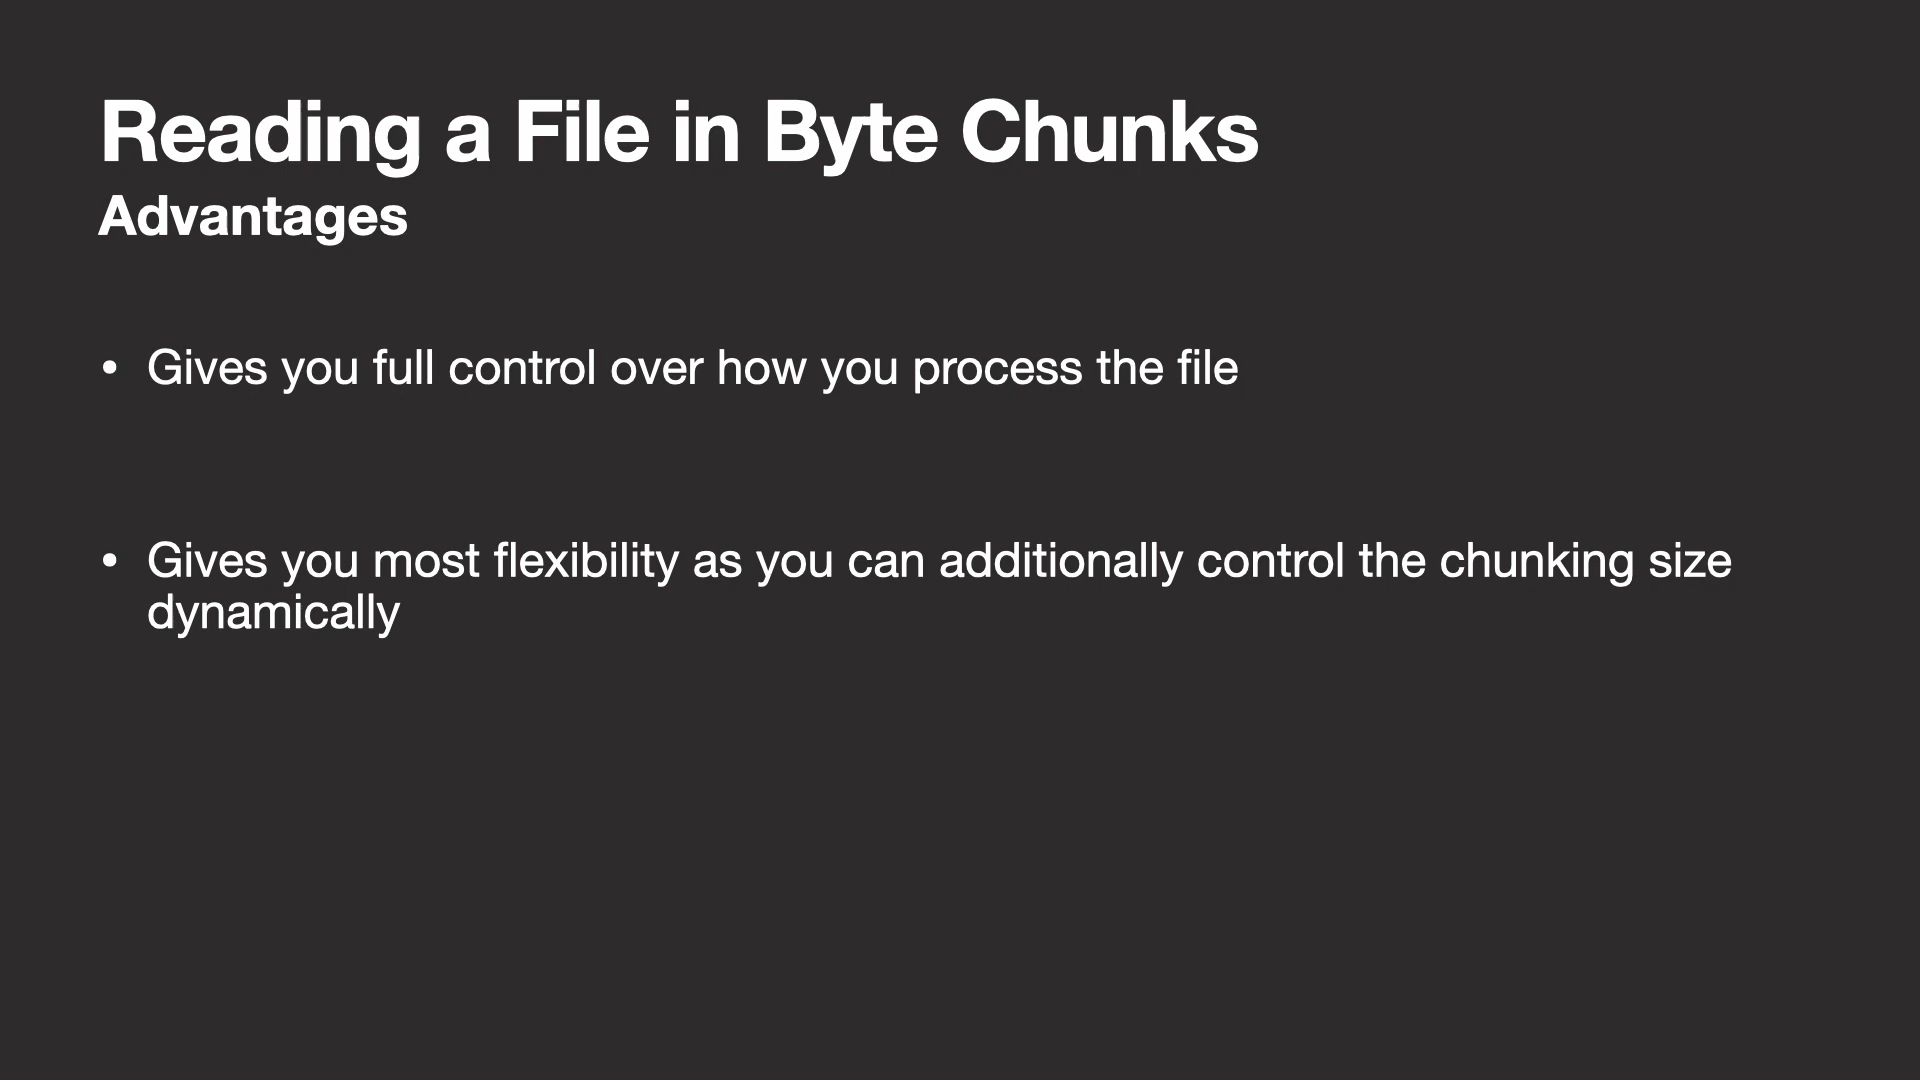 Reading a File in Byte Chunks
Advantages
• Gives you full control over how you process the file
• Gives you most flexibility as you can additionally control the chunking size
dynamically